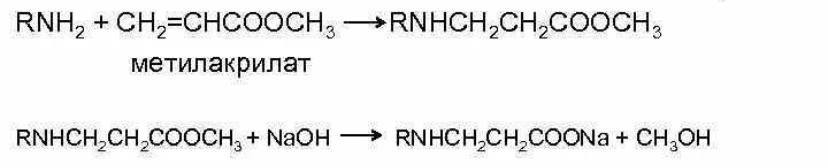 RNH₂ + CH₂=CHCOOCH₃ ⟶ RNHCH₂CH₂COOCH₃
метилакрилат
RNHCH₂CH₂COOCH₃ + NaOH ⟶ RNHCH₂CH₂COONa + CH₃OH